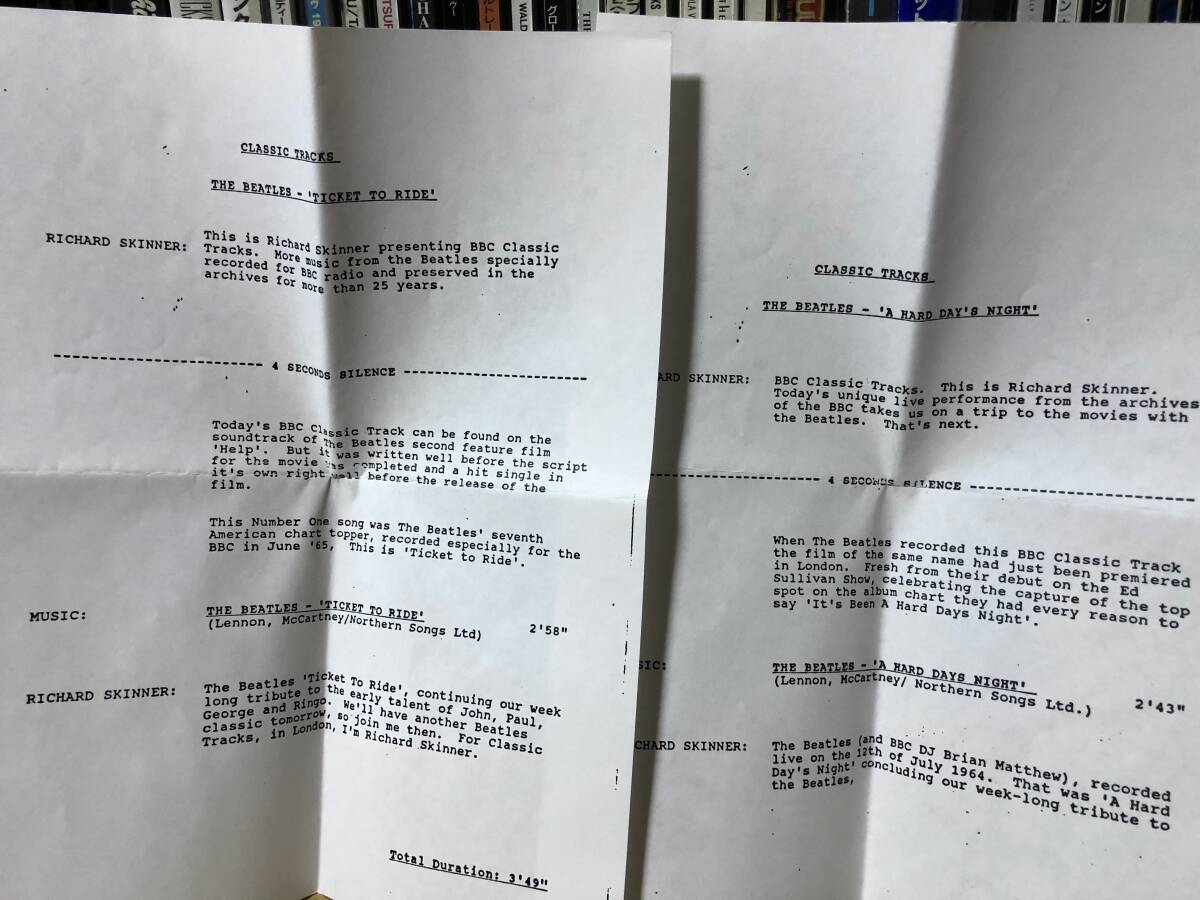 CLASSIC TRACKS
THE BEATLES - 'TICKET TO RIDE'
RICHARD SKINNER: This is Richard Skinner presenting BBC Classic
Tracks. More music from the Beatles specially
recorded for BBC radio and preserved in the
archives for more than 25 years.
4 SECONDS SILENCE
Today's BBC Classic Track can be found on the
soundtrack of The Beatles second feature film
'Help'. But it was written well before the script
for the movie was completed and a hit single in
it's own right well before the release of the
film.
This Number One song was The Beatles' seventh
American chart topper, recorded especially for the
BBC in June '65, This is 'Ticket to Ride'.
MUSIC: THE BEATLES - 'TICKET TO RIDE' 2'58"
(Lennon, McCartney/Northern Songs Ltd)
RICHARD SKINNER: The Beatles 'Ticket To Ride', continuing our week
long tribute to the early talent of John, Paul,
George and Ringo. We'll have another Beatles
classic tomorrow, so join me then. For Classic
Tracks, in London, I'm Richard Skinner.
Total Duration: 3'49"
CLASSIC TRACKS
THE BEATLES - 'A HARD DAY'S NIGHT'
ARD SKINNER: BBC Classic Tracks. This is Richard Skinner.
Today's unique live performance from the archives
of the BBC takes us on a trip to the movies with
the Beatles. That's next.
4 SECONDS SILENCE
When The Beatles recorded this BBC Classic Track
the film of the same name had just been premiered
in London. Fresh from their debut on the Ed
Sullivan Show, celebrating the capture of the top
spot on the album chart they had every reason to
say 'It's Been A Hard Days Night'.
SIC: THE BEATLES - 'A HARD DAYS NIGHT'
(Lennon, McCartney/ Northern Songs Ltd.) 2'43"
CHARD SKINNER: The Beatles (and BBC DJ Brian Matthew), recorded
live on the 12th of July 1964. That was 'A Hard
Day's Night' concluding our week-long tribute to
the Beatles,